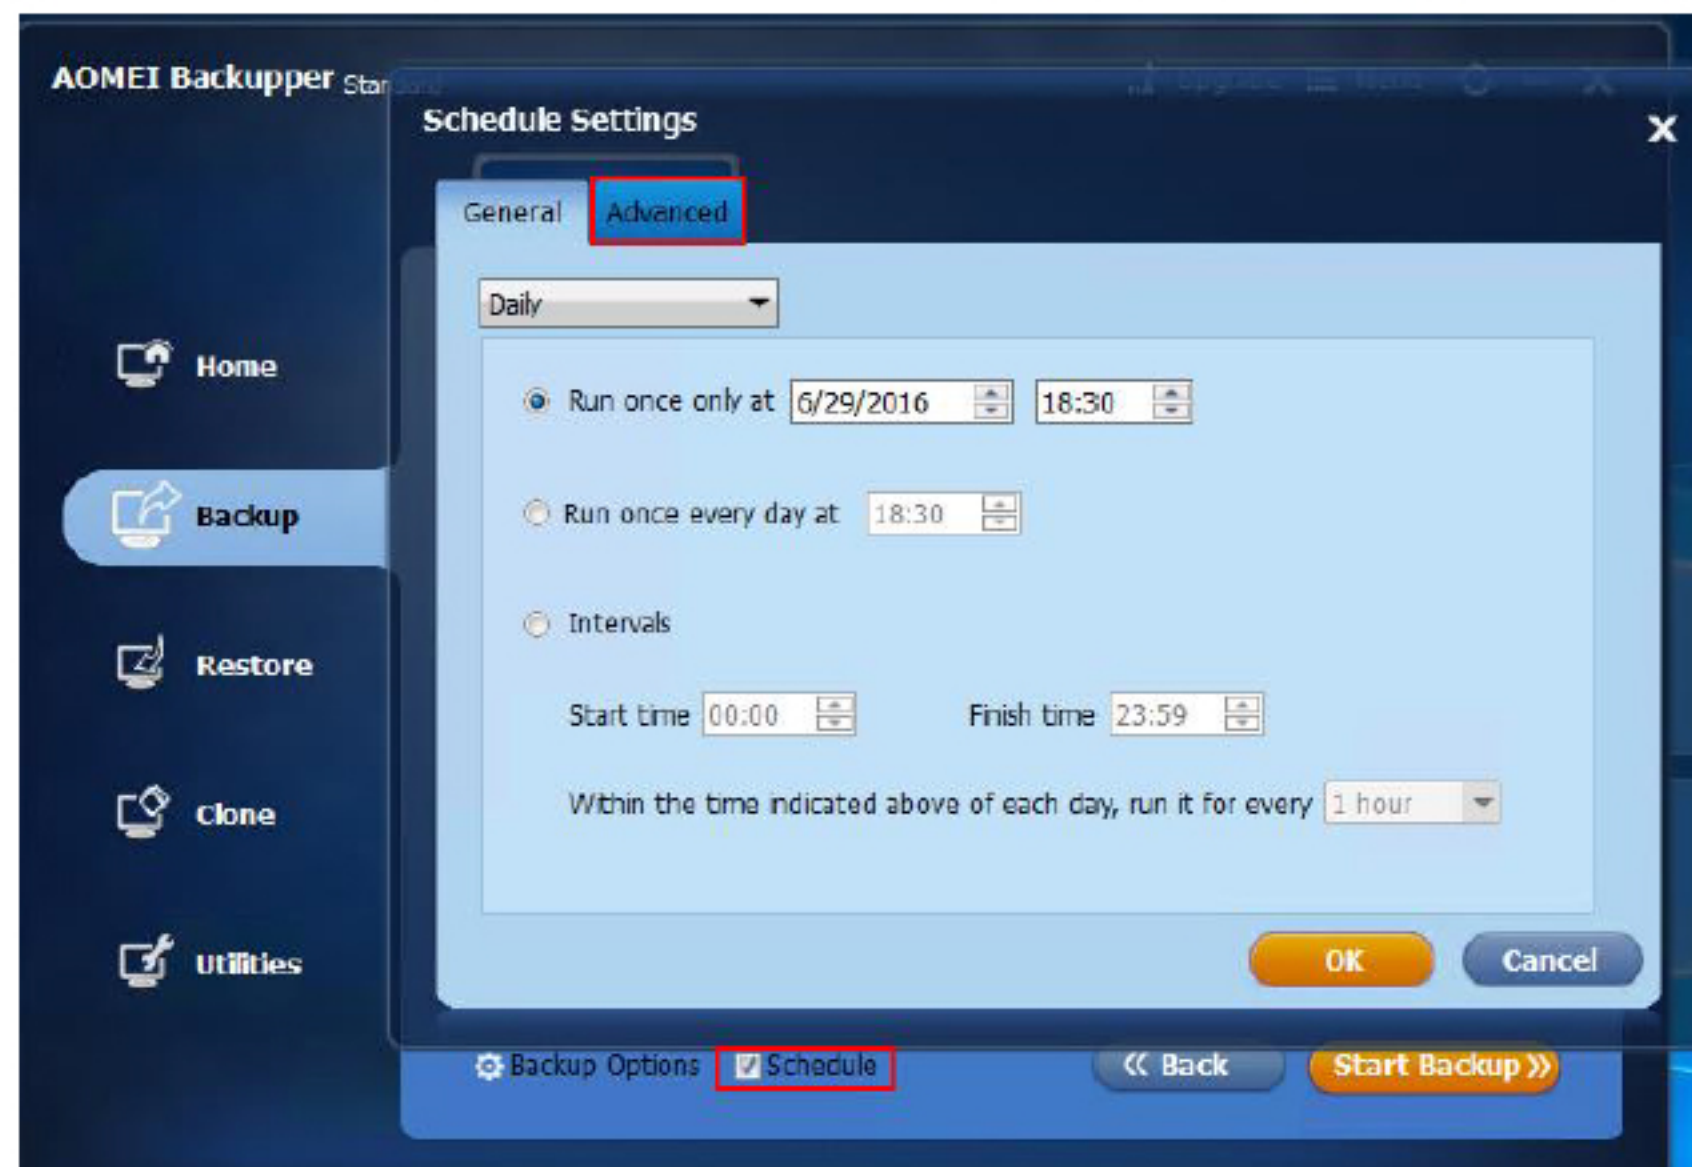 AOMEI Backupper Standard
Upgrade Menu
Schedule Settings
General Advanced
Daily
Home
Run once only at 6/29/2016 18:30
Backup
Run once every day at 18:30
Intervals
Restore
Start time 00:00 Finish time 23:59
Within the time indicated above of each day, run it for every 1 hour
Clone
OK Cancel
Utilities
Backup Options Schedule Back Start Backup